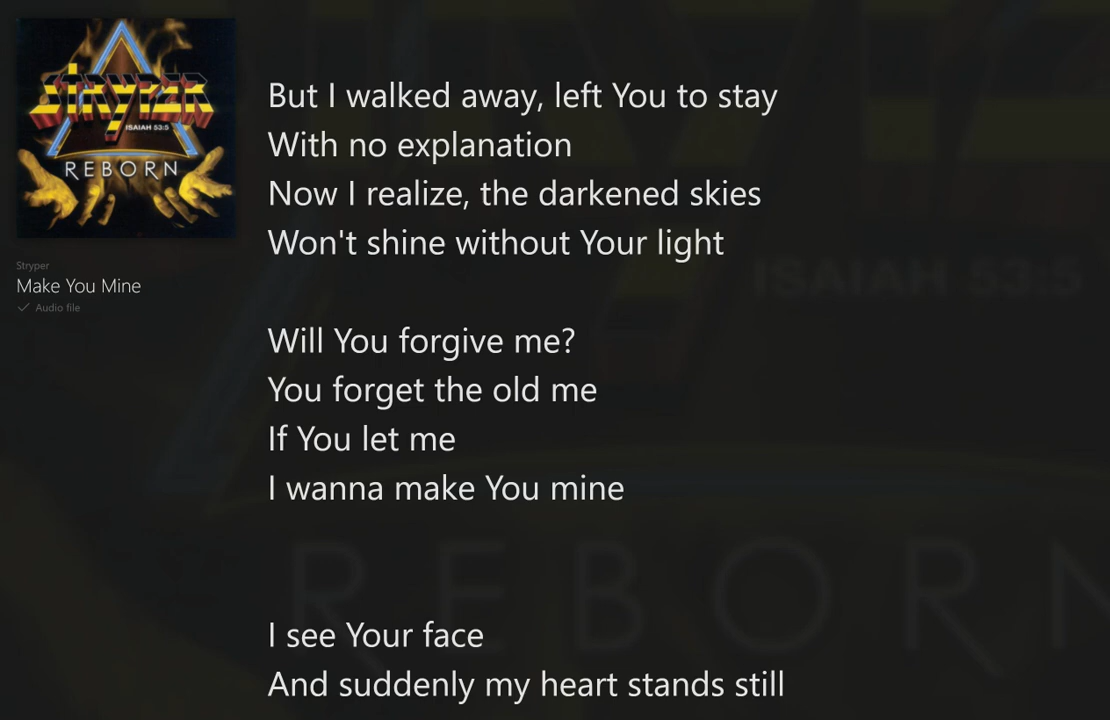 STRYPER
ISAIAH 53:5
REBORN
Stryper
Make You Mine
Audio file
But I walked away, left You to stay
With no explanation
Now I realize, the darkened skies
Won't shine without Your light
Will You forgive me?
You forget the old me
If You let me
I wanna make You mine
I see Your face
And suddenly my heart stands still
ISAIAH 53:5
REBORN